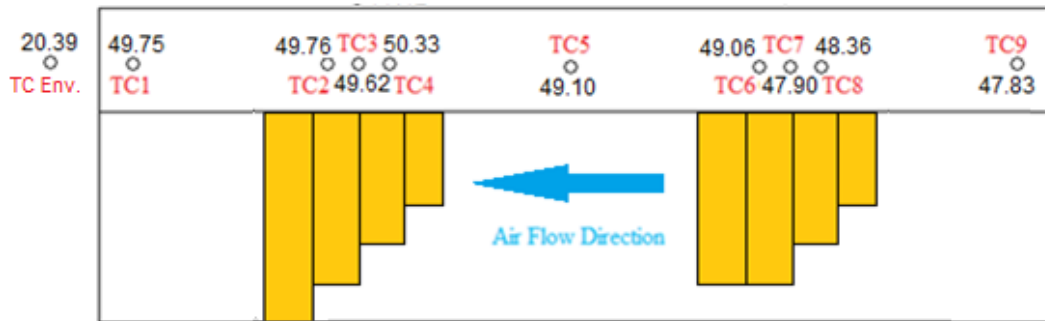 20.39
TC Env.
49.75
TC1
49.76 TC3 50.33
TC2 49.62 TC4
TC5
49.10
49.06 TC7 48.36
TC6 47.90 TC8
TC9
47.83
Air Flow Direction